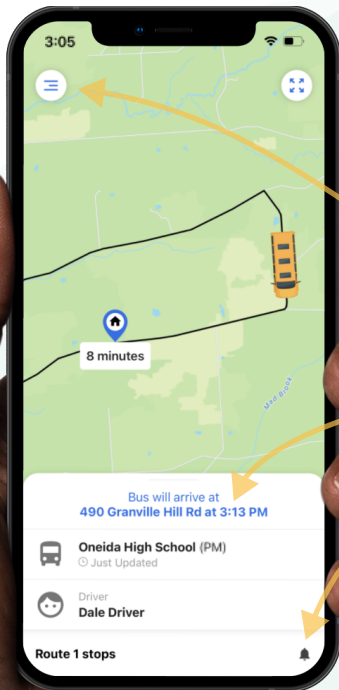 3:05
8 minutes
Mad Brook
Bus will arrive at
490 Granville Hill Rd at 3:13 PM
Oneida High School (PM)
Just Updated
Driver
Dale Driver
Route 1 stops